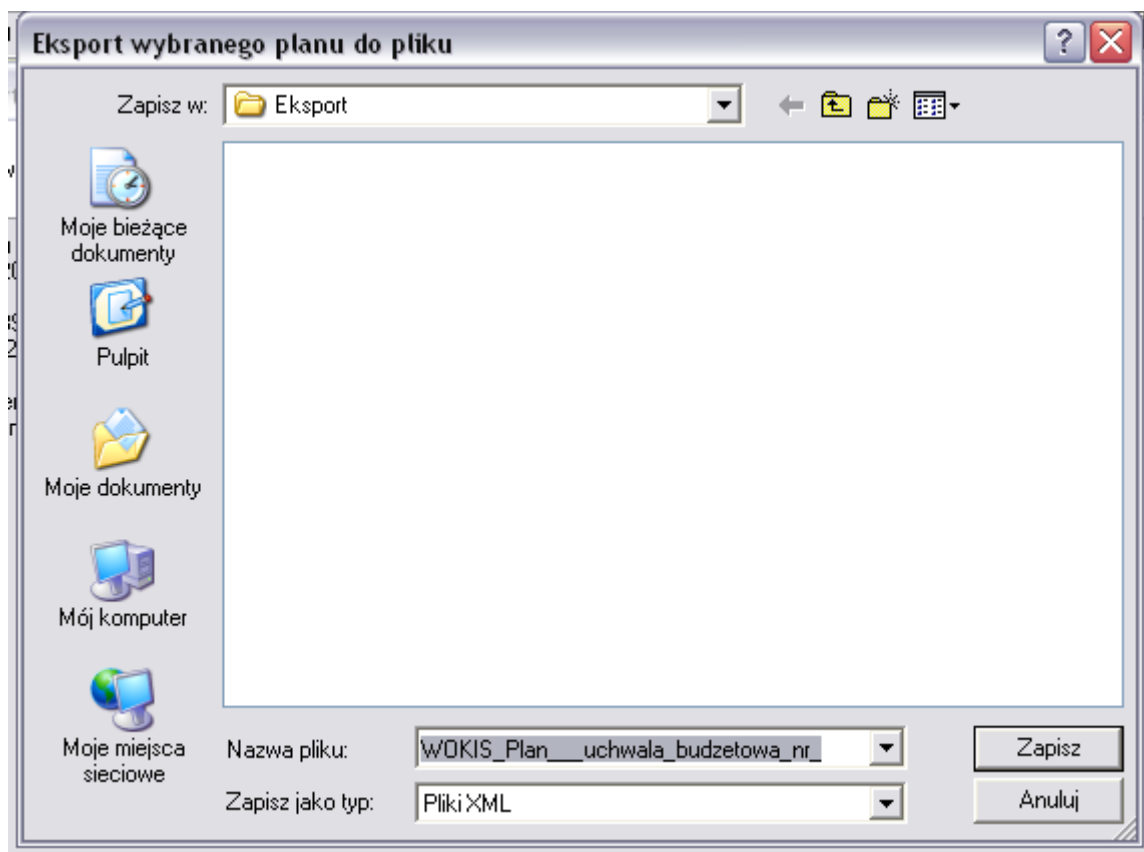 Eksport wybranego planu do pliku
Zapisz w: Eksport
Moje bieżące
dokumenty
Pulpit
Moje dokumenty
Mój komputer
Moje miejsca
sieciowe
Nazwa pliku: WOKIS_Plan___uchwala_budzetowa_nr_ Zapisz
Zapisz jako typ: Pliki XML Anuluj